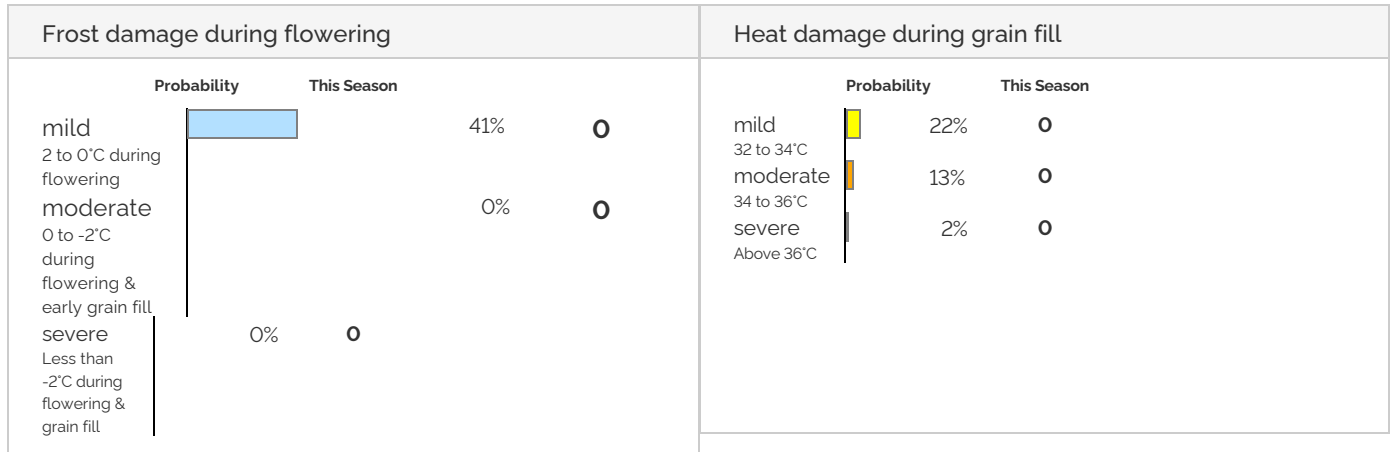 Frost damage during flowering
Probability This Season
mild 41% 0
2 to 0°C during
flowering
moderate 0% 0
0 to -2°C
during
flowering &
early grain fill
severe 0% 0
Less than
-2°C during
flowering &
grain fill
Heat damage during grain fill
Probability This Season
mild 22% 0
32 to 34°C
moderate 13% 0
34 to 36°C
severe 2% 0
Above 36°C